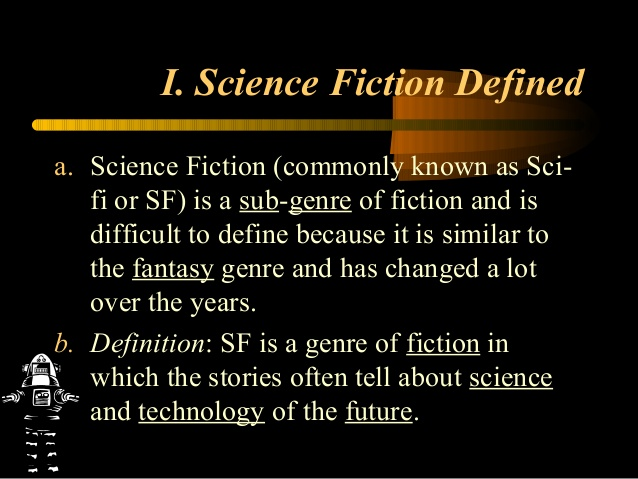 I. Science Fiction Defined
a. Science Fiction (commonly known as Sci-
fi or SF) is a sub-genre of fiction and is
difficult to define because it is similar to
the fantasy genre and has changed a lot
over the years.
b. Definition: SF is a genre of fiction in
which the stories often tell about science
and technology of the future.